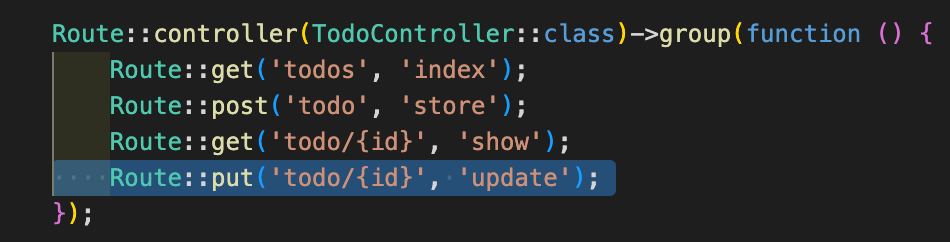 Route::controller(TodoController::class)->group(function () {
    Route::get('todos', 'index');
    Route::post('todo', 'store');
    Route::get('todo/{id}', 'show');
    Route::put('todo/{id}', 'update');
});